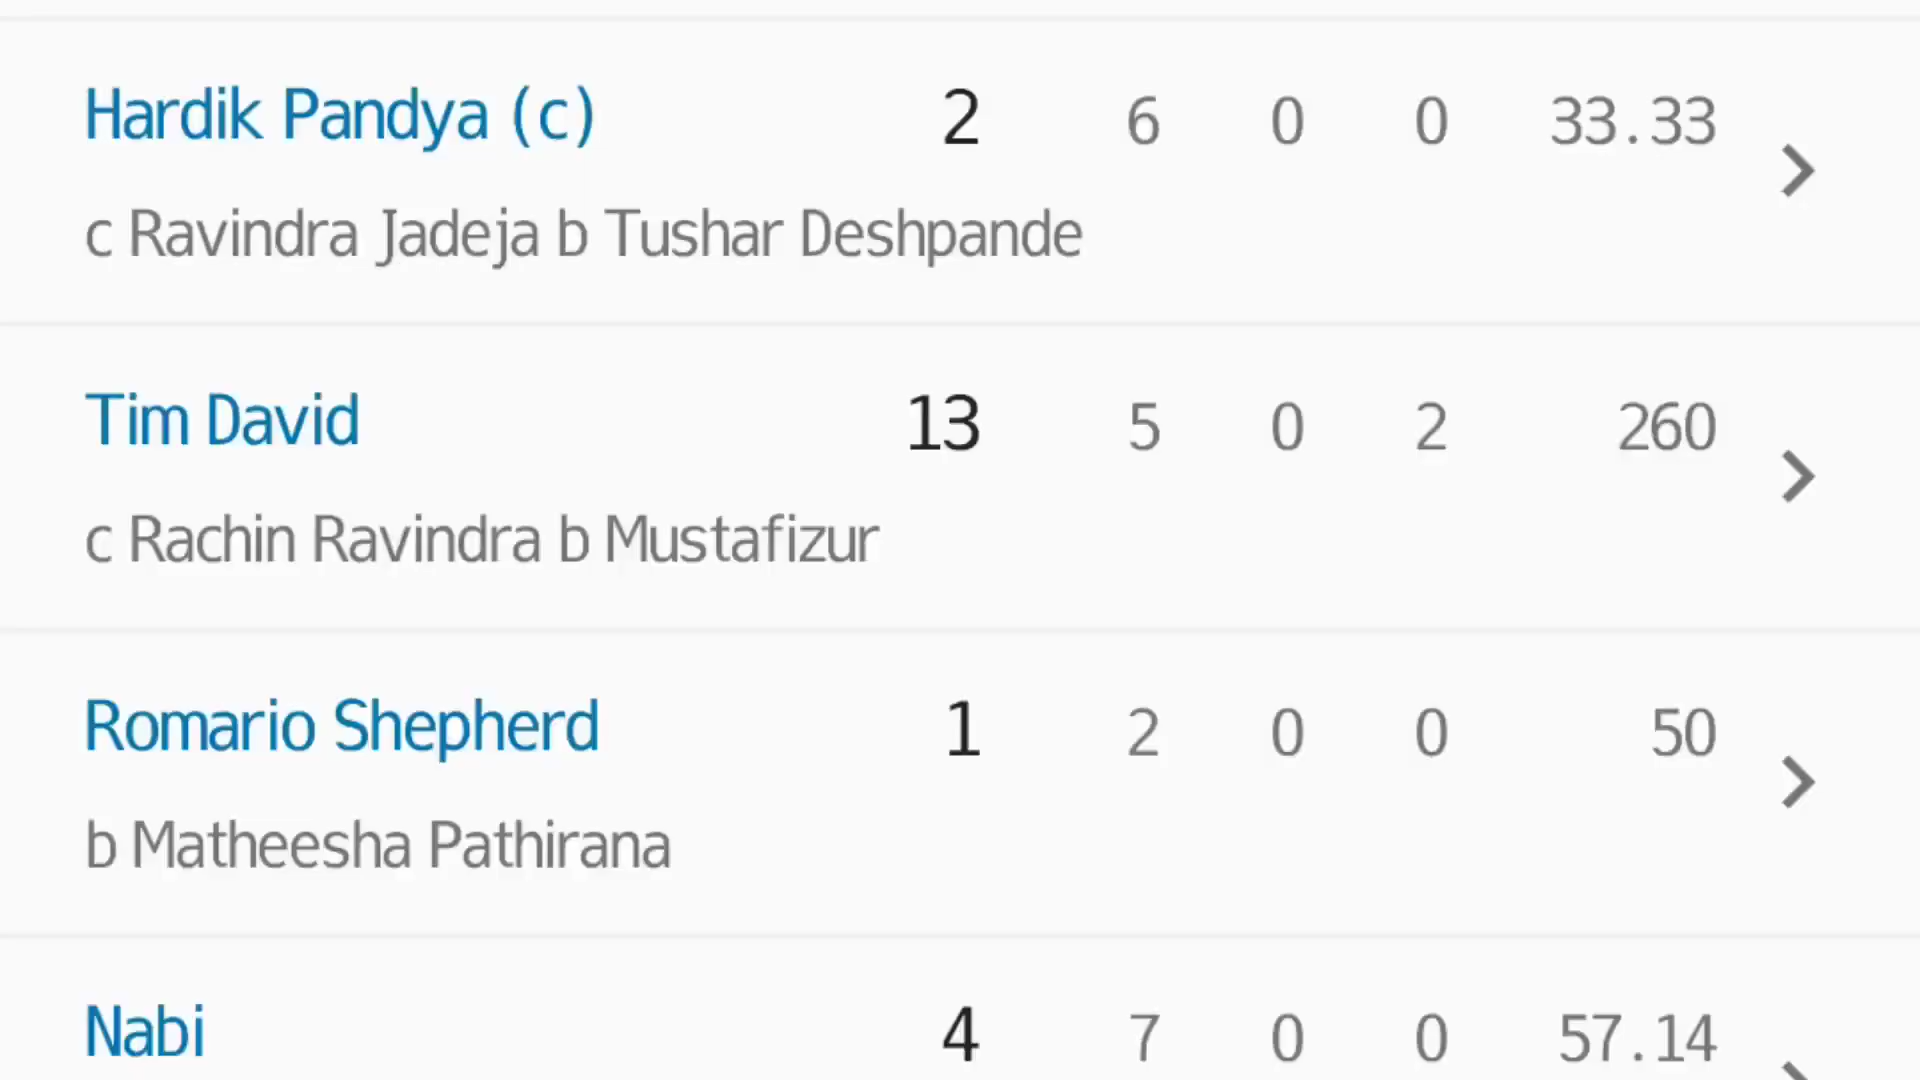 Hardik Pandya (c) 2 6 0 0 33.33
c Ravindra Jadeja b Tushar Deshpande
Tim David 13 5 0 2 260
c Rachin Ravindra b Mustafizur
Romario Shepherd 1 2 0 0 50
b Matheesha Pathirana
Nabi 4 7 0 0 57.14